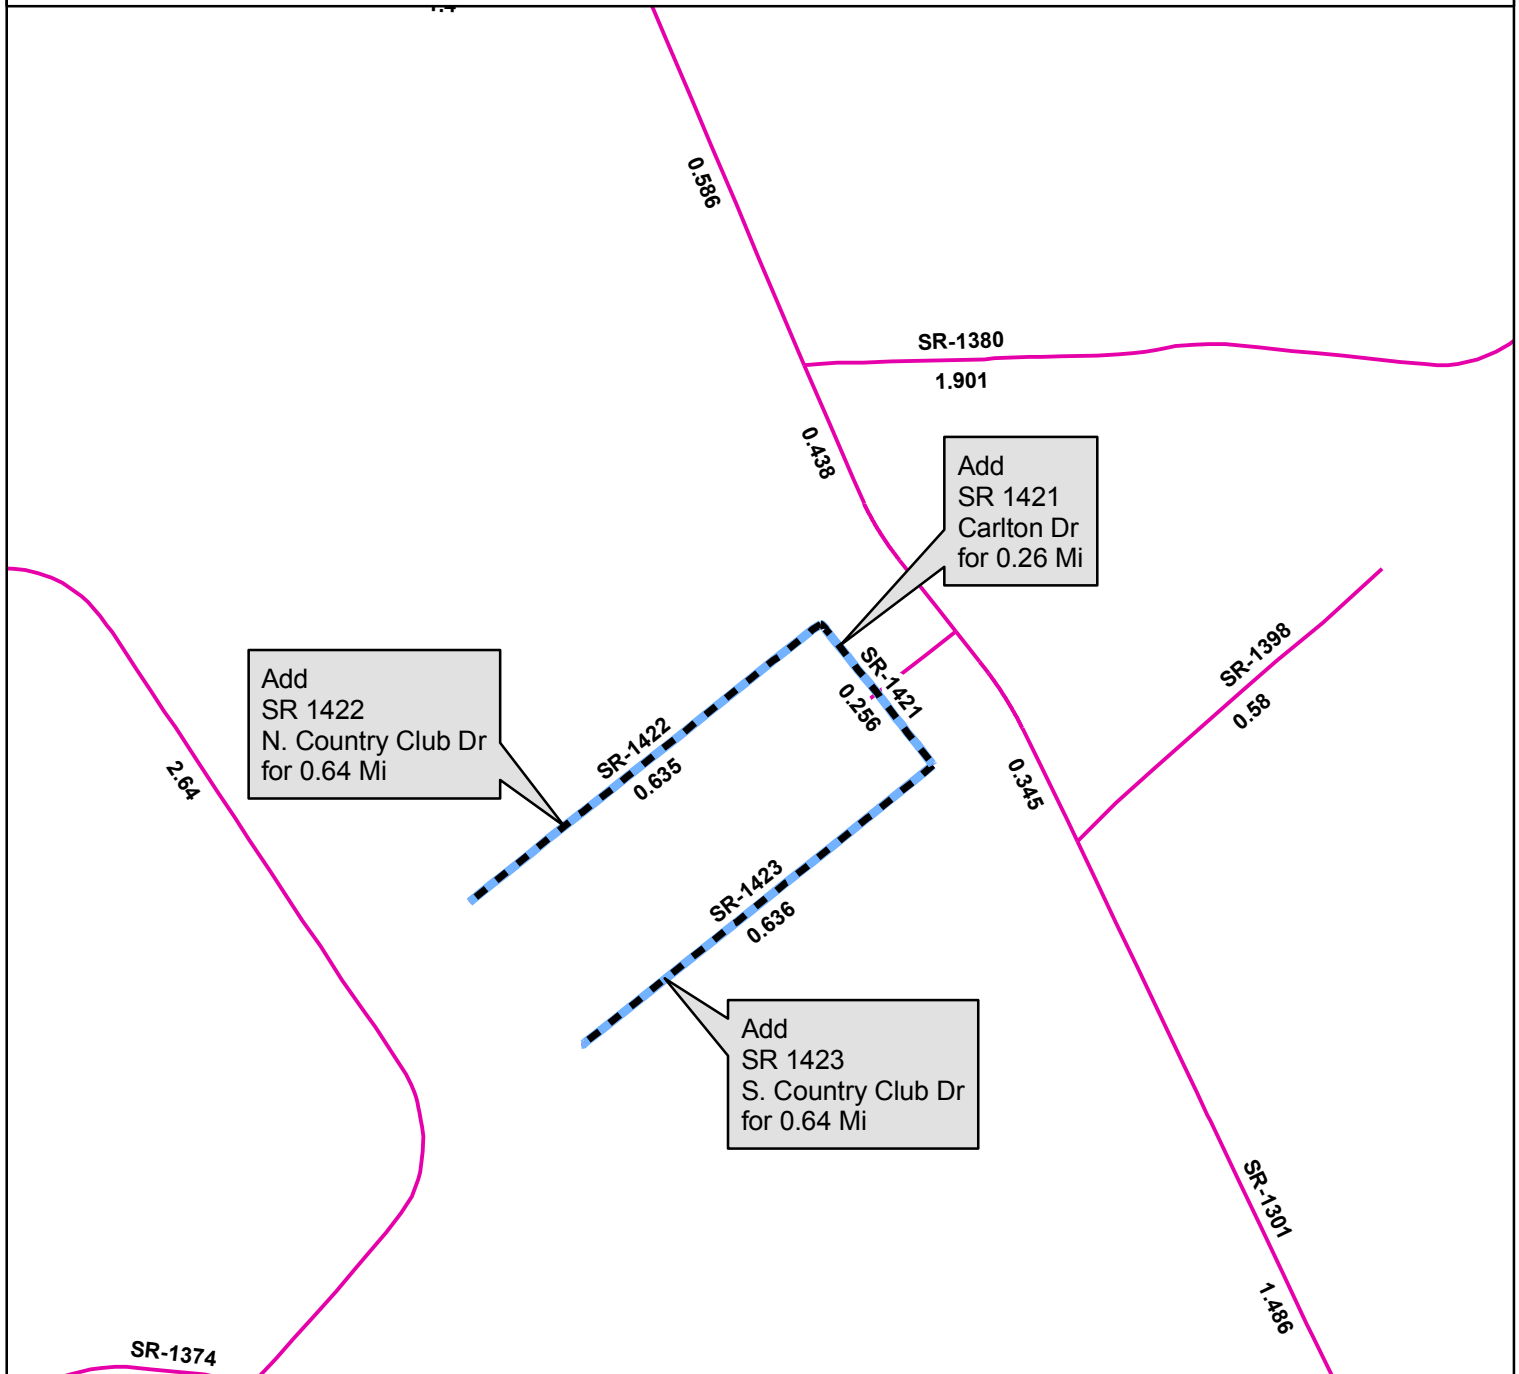 0.586
SR-1380
1.901
0.438
Add
SR 1421
Carlton Dr
for 0.26 Mi
SR-1421
0.256
SR-1398
0.58
Add
SR 1422
N. Country Club Dr
for 0.64 Mi
SR-1422
0.635
2.64
0.345
SR-1423
0.636
Add
SR 1423
S. Country Club Dr
for 0.64 Mi
SR-1301
1.486
SR-1374